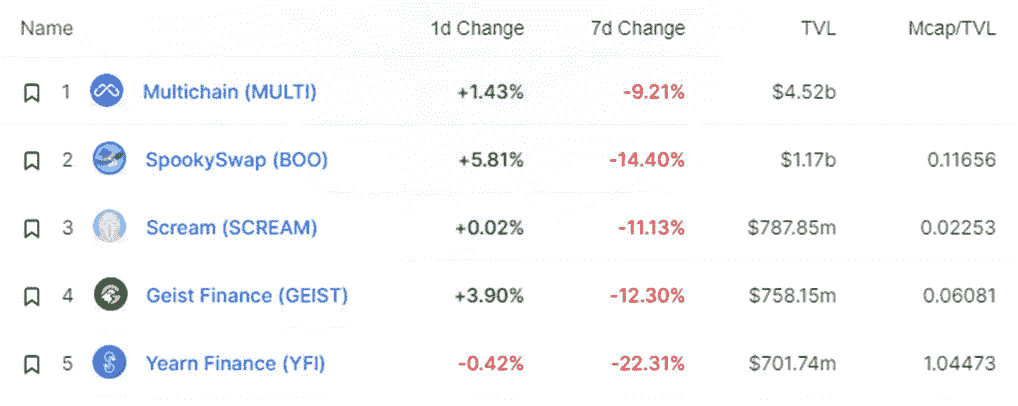 Name 1d Change 7d Change TVL Mcap/TVL
1 Multichain (MULTI) +1.43% -9.21% $4.52b
2 SpookySwap (BOO) +5.81% -14.40% $1.17b 0.11656
3 Scream (SCREAM) +0.02% -11.13% $787.85m 0.02253
4 Geist Finance (GEIST) +3.90% -12.30% $758.15m 0.06081
5 Yearn Finance (YFI) -0.42% -22.31% $701.74m 1.04473